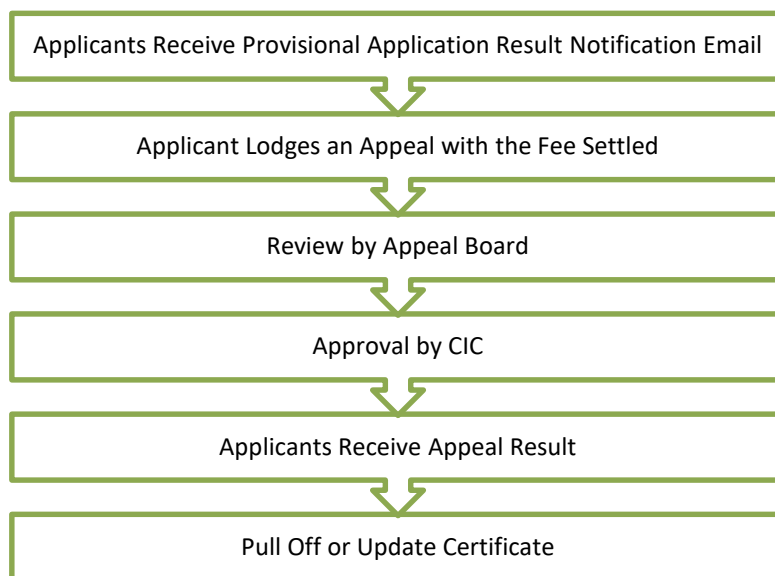 Applicants Receive Provisional Application Result Notification Email
Applicant Lodges an Appeal with the Fee Settled
Review by Appeal Board
Approval by CIC
Applicants Receive Appeal Result
Pull Off or Update Certificate